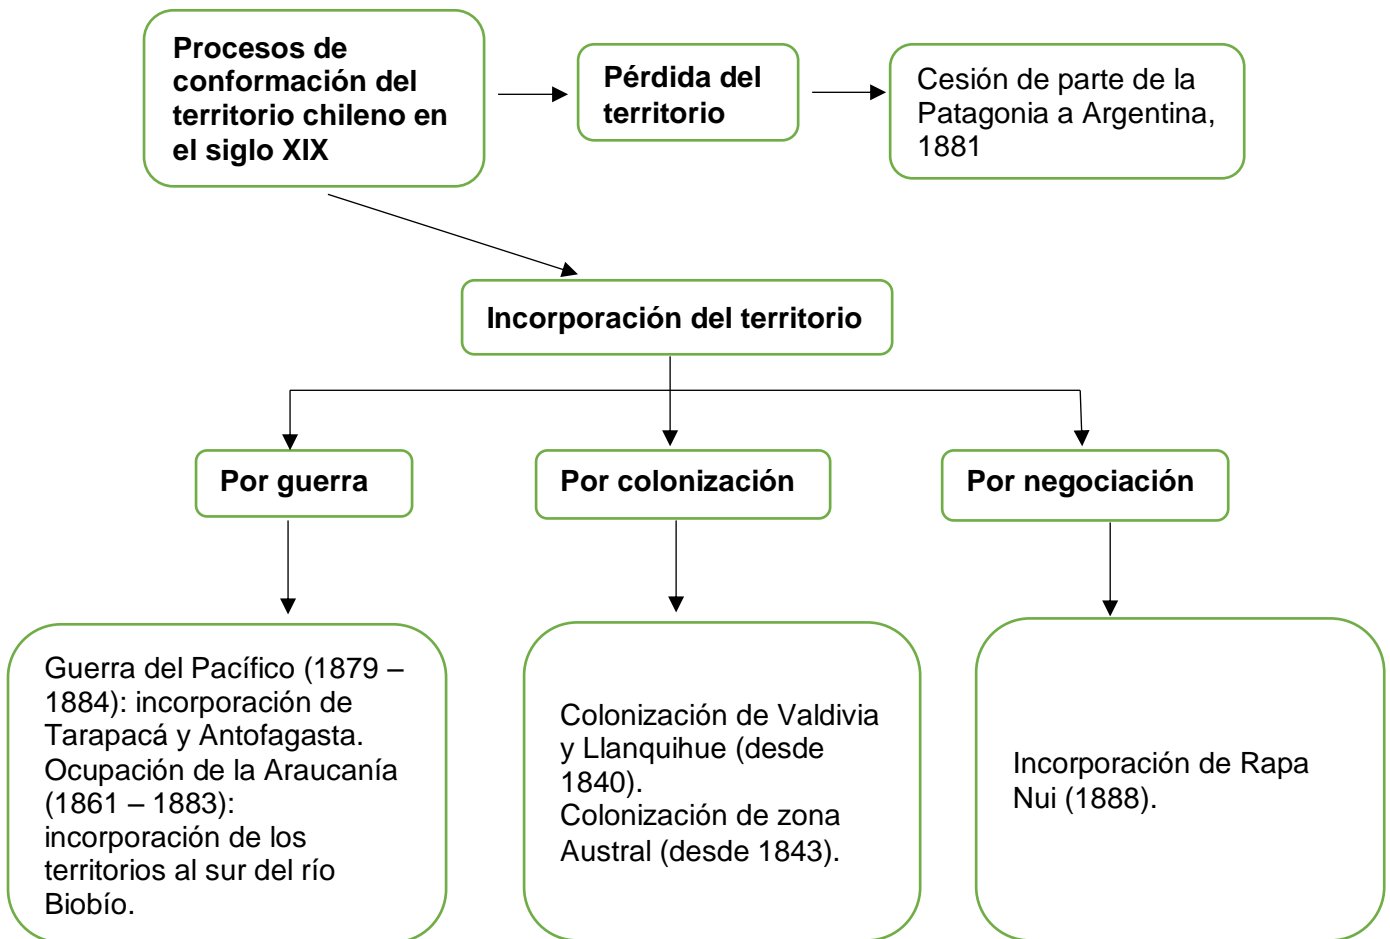 Procesos de
conformación del
territorio chileno en
el siglo XIX
Pérdida del
territorio
Cesión de parte de la
Patagonia a Argentina,
1881
Incorporación del territorio
Por guerra
Por colonización
Por negociación
Guerra del Pacífico (1879 –
1884): incorporación de
Tarapacá y Antofagasta.
Ocupación de la Araucanía
(1861 – 1883):
incorporación de los
territorios al sur del río
Biobío.
Colonización de Valdivia
y Llanquihue (desde
1840).
Colonización de zona
Austral (desde 1843).
Incorporación de Rapa
Nui (1888).